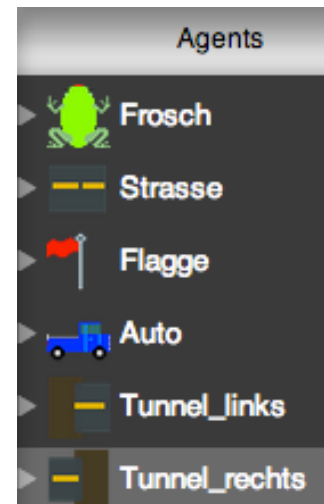 Agents
Frosch
Strasse
Flagge
Auto
Tunnel_links
Tunnel_rechts